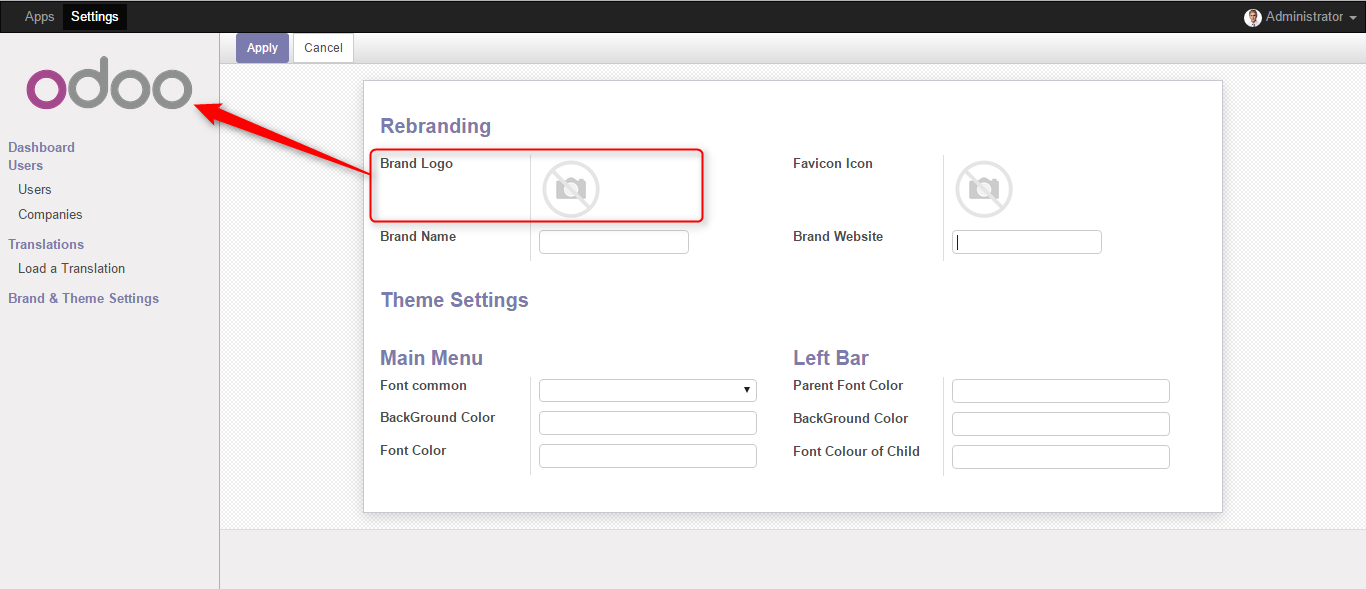 Apps Settings Administrator
Apply Cancel
odoo
Dashboard
Users
Users
Companies
Translations
Load a Translation
Brand & Theme Settings
Rebranding
Brand Logo Favicon Icon
Brand Name Brand Website
Theme Settings
Main Menu Left Bar
Font common Parent Font Color
BackGround Color BackGround Color
Font Color Font Colour of Child